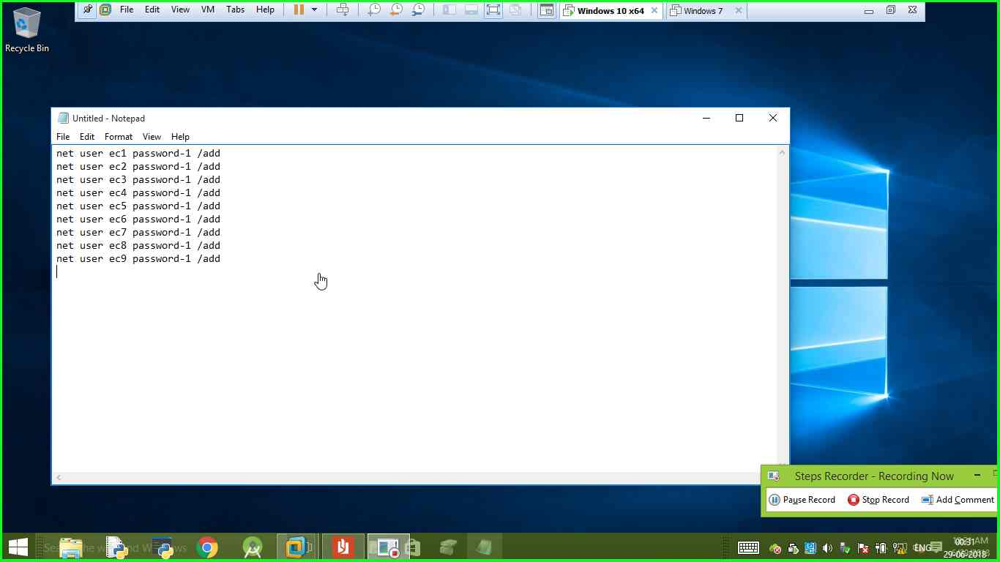 File Edit View VM Tabs Help Windows 10 x64 Windows 7
Recycle Bin
Untitled - Notepad
File Edit Format View Help
net user ec1 password-1 /add
net user ec2 password-1 /add
net user ec3 password-1 /add
net user ec4 password-1 /add
net user ec5 password-1 /add
net user ec6 password-1 /add
net user ec7 password-1 /add
net user ec8 password-1 /add
net user ec9 password-1 /add
Steps Recorder - Recording Now
Pause Record Stop Record Add Comment
ENG
00:31
29-06-2018